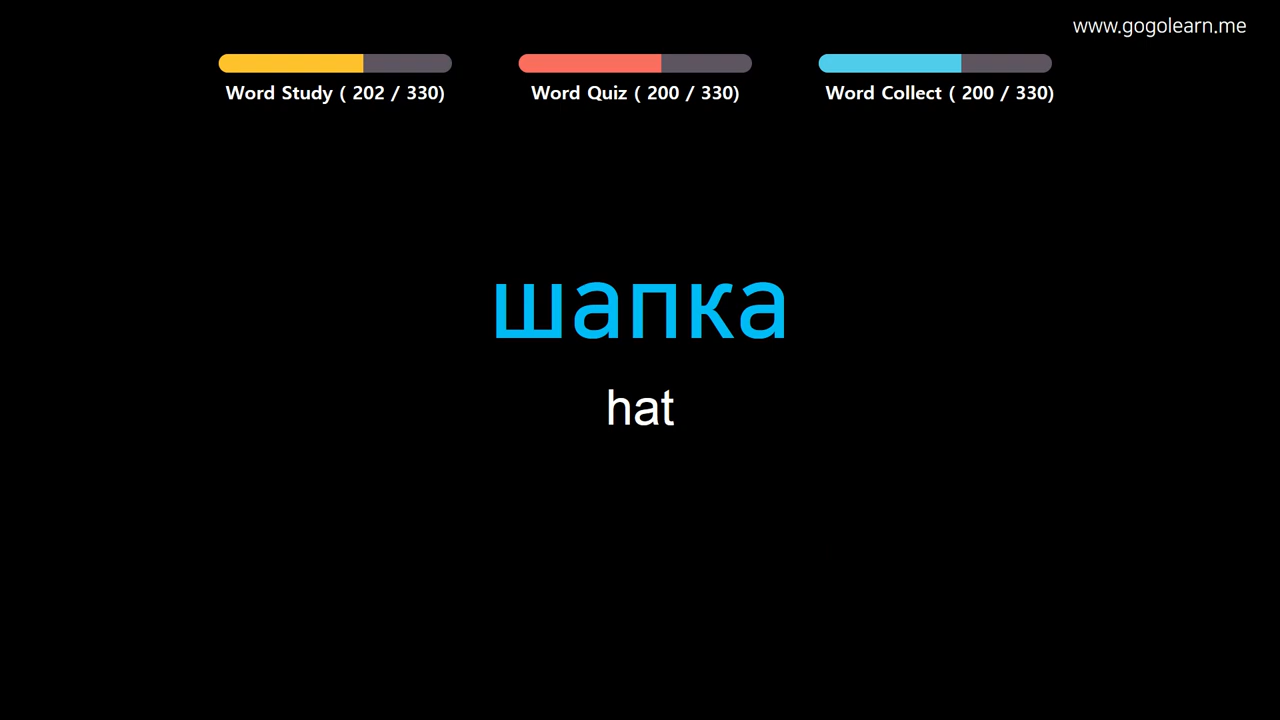 www.gogolearn.me
Word Study ( 202 / 330)
Word Quiz ( 200 / 330)
Word Collect ( 200 / 330)
шапка
hat